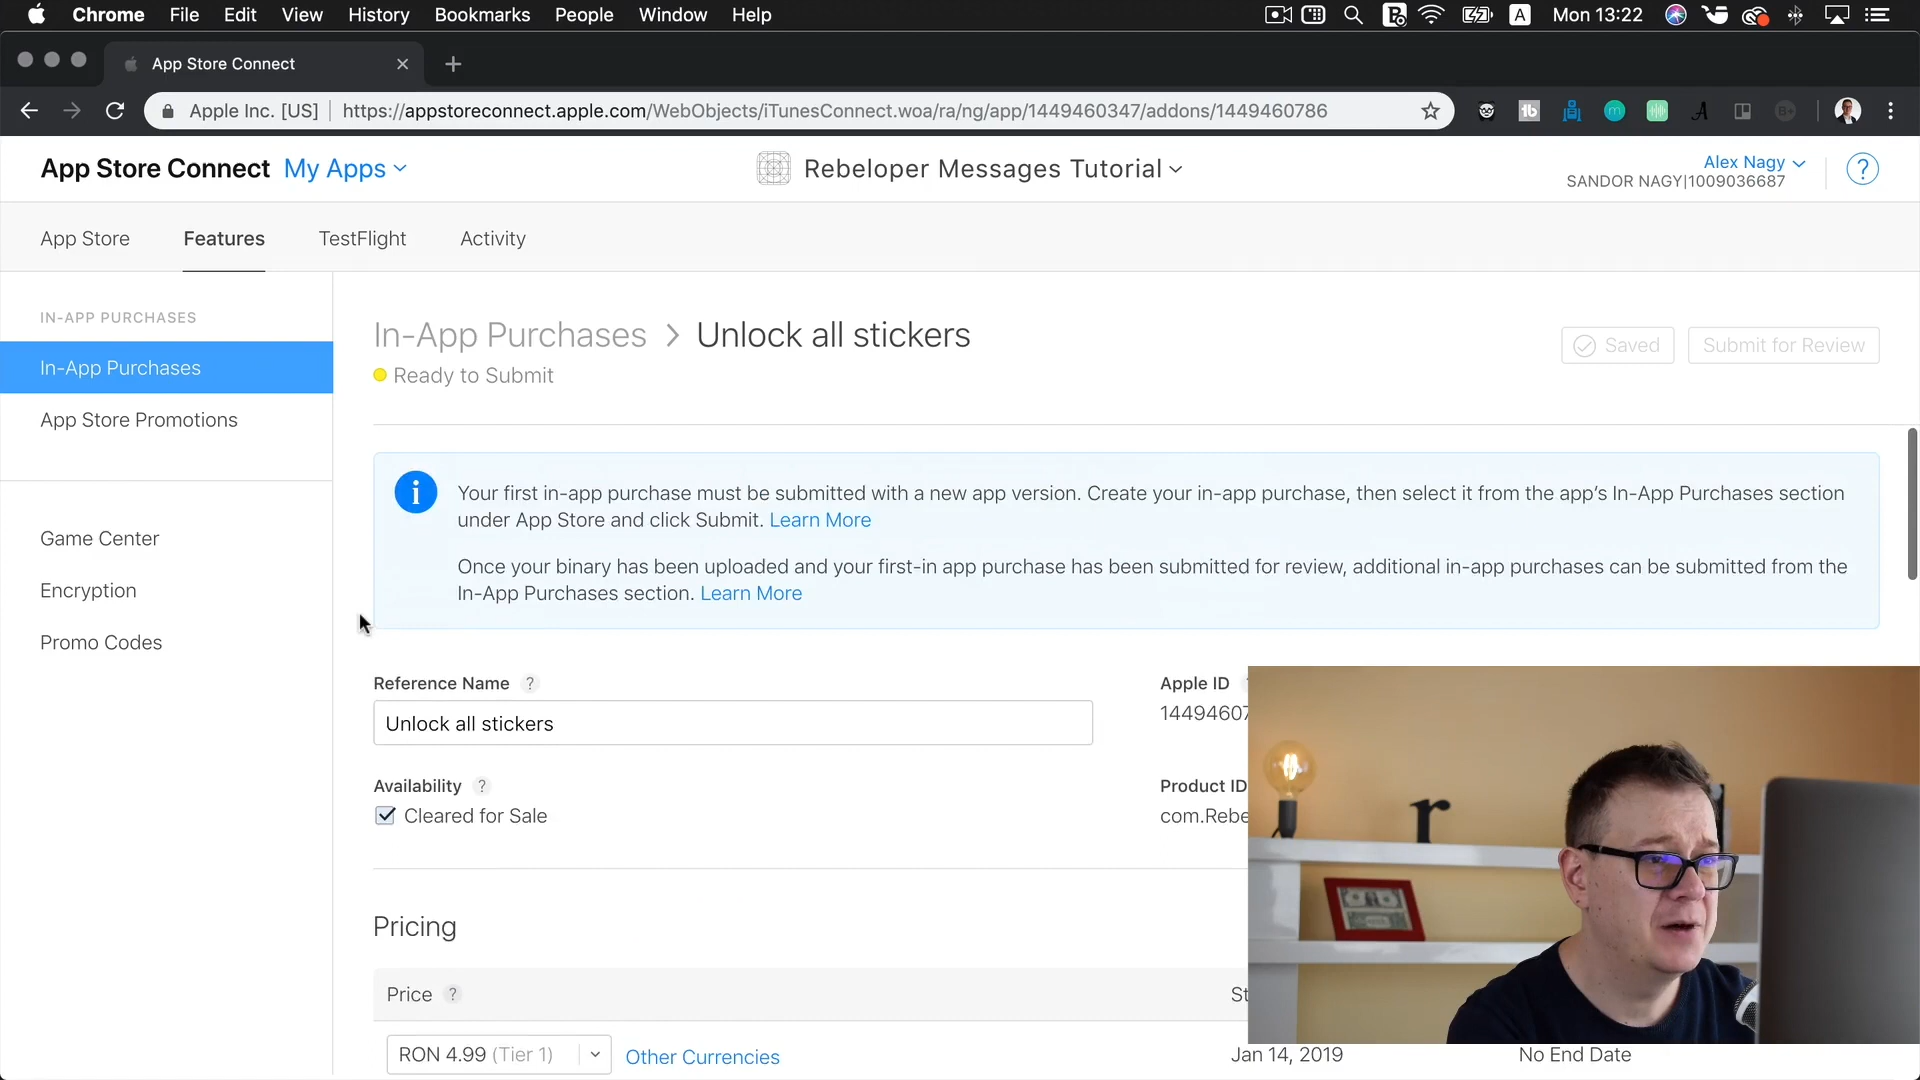 Chrome File Edit View History Bookmarks People Window Help Mon 13:22
App Store Connect
Apple Inc. [US] https://appstoreconnect.apple.com/WebObjects/iTunesConnect.woa/ra/ng/app/1449460347/addons/1449460786
App Store Connect My Apps Rebeloper Messages Tutorial Alex Nagy
SANDOR NAGY|1009036687
App Store Features TestFlight Activity
IN-APP PURCHASES
In-App Purchases
App Store Promotions
Game Center
Encryption
Promo Codes
In-App Purchases > Unlock all stickers
Saved Submit for Review
Ready to Submit
Your first in-app purchase must be submitted with a new app version. Create your in-app purchase, then select it from the app’s In-App Purchases section
under App Store and click Submit. Learn More
Once your binary has been uploaded and your first-in app purchase has been submitted for review, additional in-app purchases can be submitted from the
In-App Purchases section. Learn More
Reference Name ? Apple ID
Unlock all stickers 14494607
Availability ? Product ID
Cleared for Sale com.Rebe
Pricing
Price ? St
RON 4.99 (Tier 1) Other Currencies Jan 14, 2019 No End Date